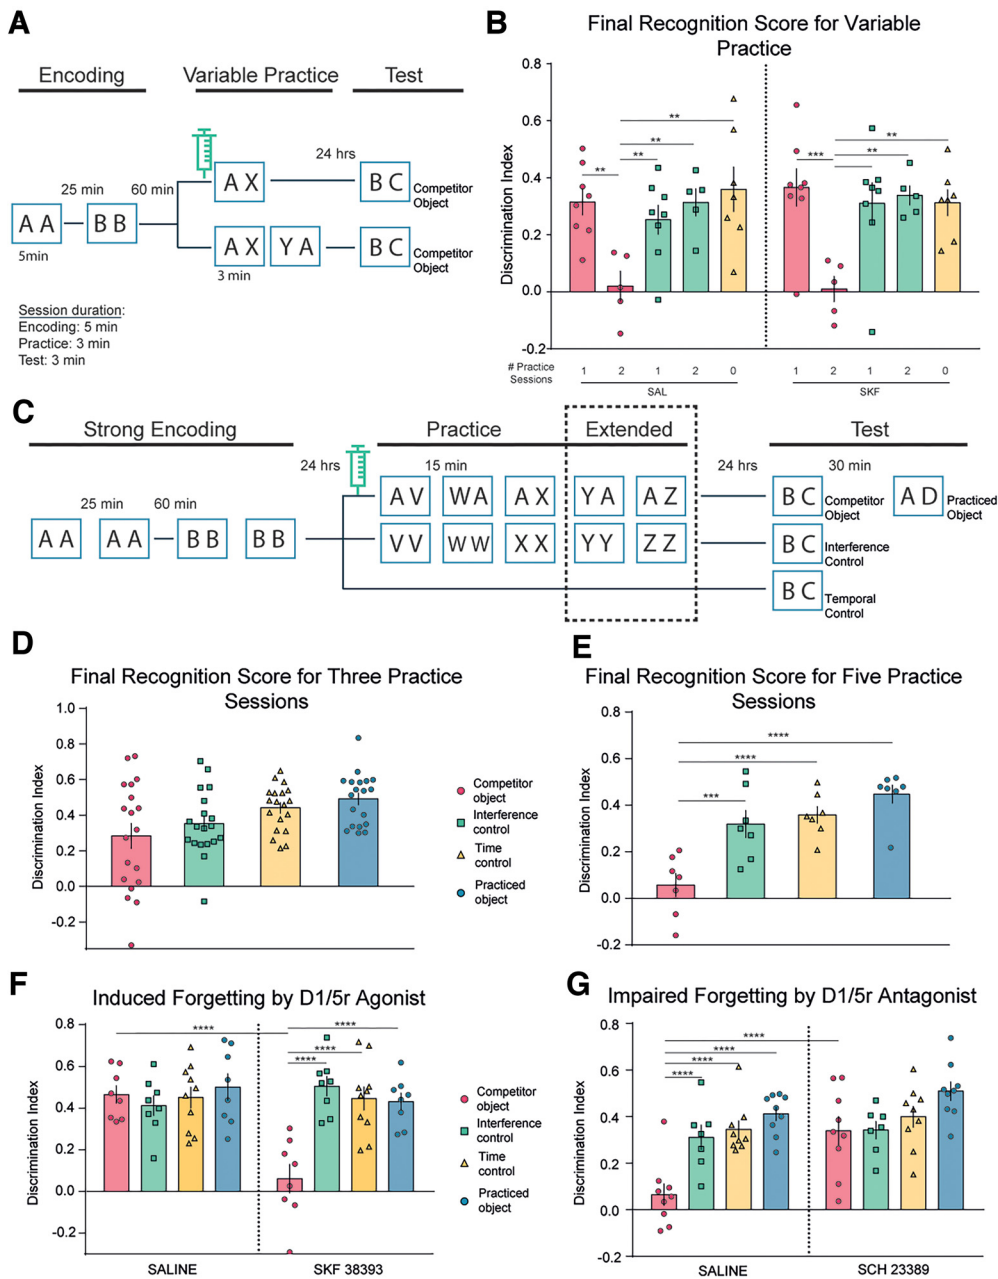 A
Encoding
Variable Practice
Test
25 min
60 min
24 hrs
A A
B B
A X
B C
Competitor
Object
5min
A X
Y A
B C
Competitor
Object
3 min
Session duration:
Encoding: 5 min
Practice: 3 min
Test: 3 min
B
Final Recognition Score for Variable
Practice
Discrimination Index
0.8
0.6
0.4
0.2
0.0
-0.2
**
**
**
**
***
**
**
# Practice
Sessions
1 2 1 2 0 1 2 1 2 0
SAL SKF
C
Strong Encoding
Practice
Extended
Test
24 hrs
15 min
24 hrs
30 min
25 min
60 min
A A
A A
B B
B B
A V
W A
A X
Y A
A Z
B C
Competitor
Object
A D
Practiced
Object
V V
W W
X X
Y Y
Z Z
B C
Interference
Control
B C
Temporal
Control
D
Final Recognition Score for Three Practice
Sessions
Discrimination Index
1.0
0.8
0.6
0.4
0.2
0.0
-0.2
Competitor
object
Interference
control
Time
control
Practiced
object
E
Final Recognition Score for Five Practice
Sessions
Discrimination Index
0.8
0.6
0.4
0.2
0.0
-0.2
****
****
***
F
Induced Forgetting by D1/5r Agonist
Discrimination Index
0.8
0.6
0.4
0.2
0.0
-0.2
****
****
****
****
SALINE SKF 38393
Competitor
object
Interference
control
Time
control
Practiced
object
G
Impaired Forgetting by D1/5r Antagonist
Discrimination Index
0.8
0.6
0.4
0.2
0.0
-0.2
****
****
****
****
SALINE SCH 23389